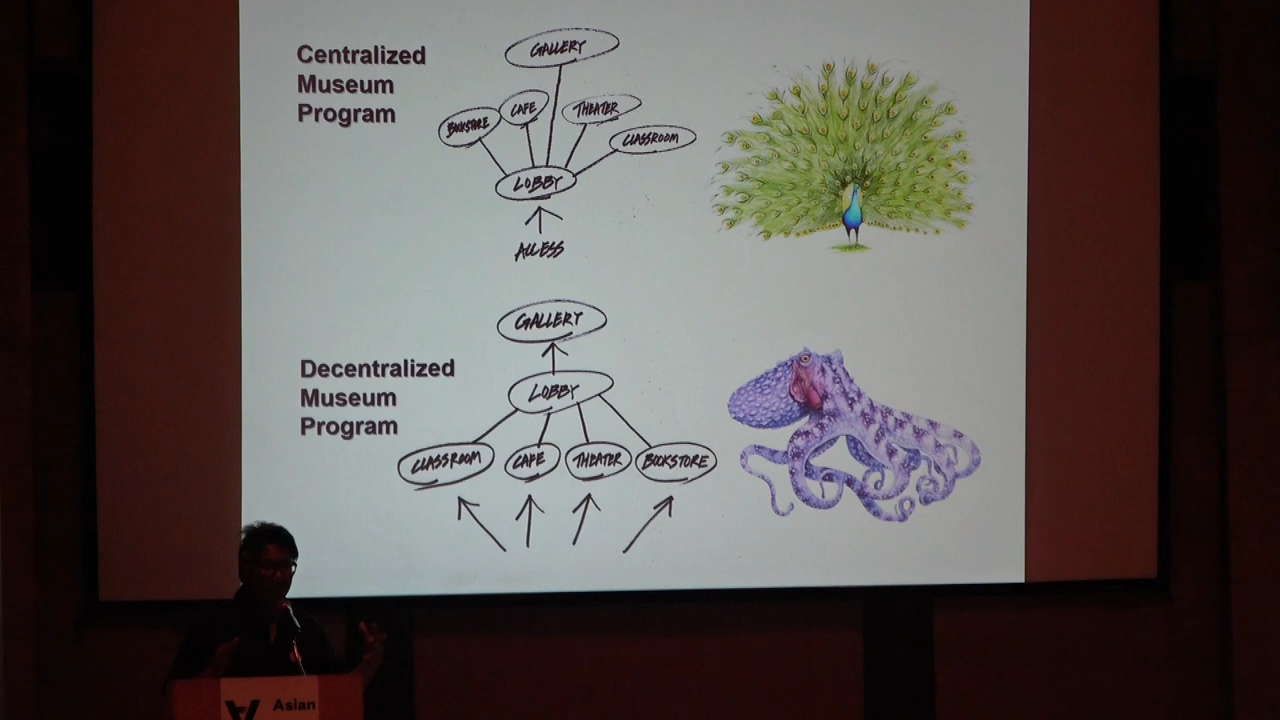 Centralized
Museum
Program
GALLERY
BOOKSTORE
CAFE
THEATER
CLASSROOM
LOBBY
ACCESS
Decentralized
Museum
Program
GALLERY
LOBBY
CLASSROOM
CAFE
THEATER
BOOKSTORE
Asian